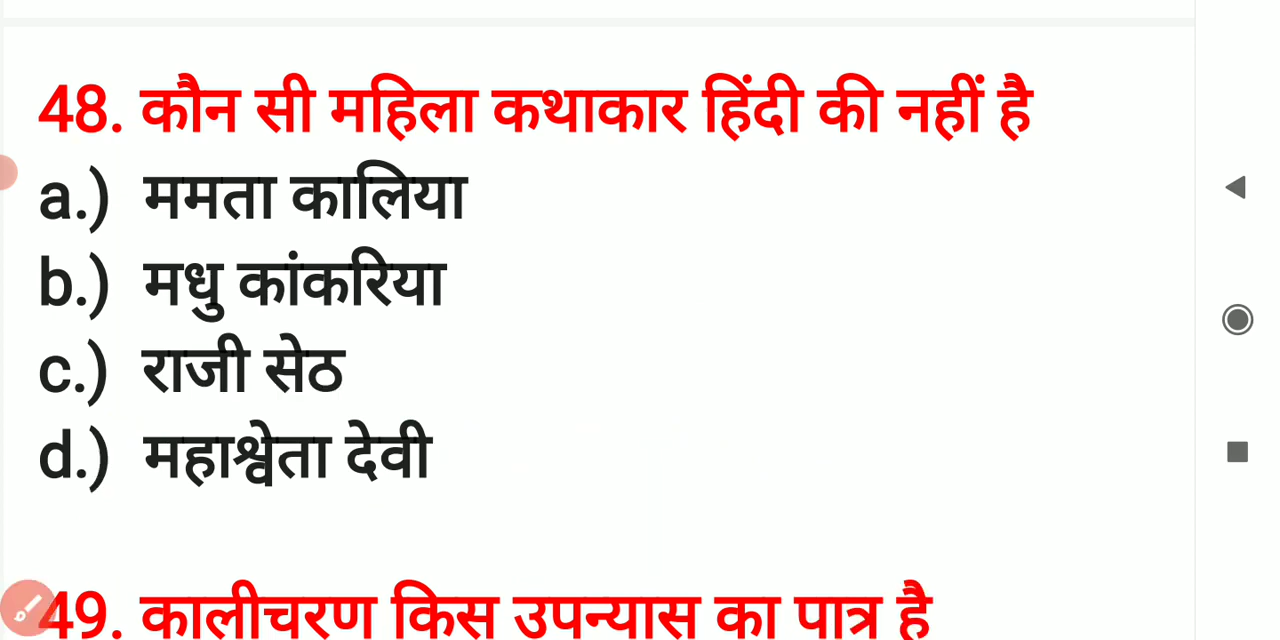 48. कौन सी महिला कथाकार हिंदी की नहीं है
a.) ममता कालिया
b.) मधु कांकरिया
c.) राजी सेठ
d.) महाश्वेता देवी
49. कालीचरण किस उपन्यास का पात्र है